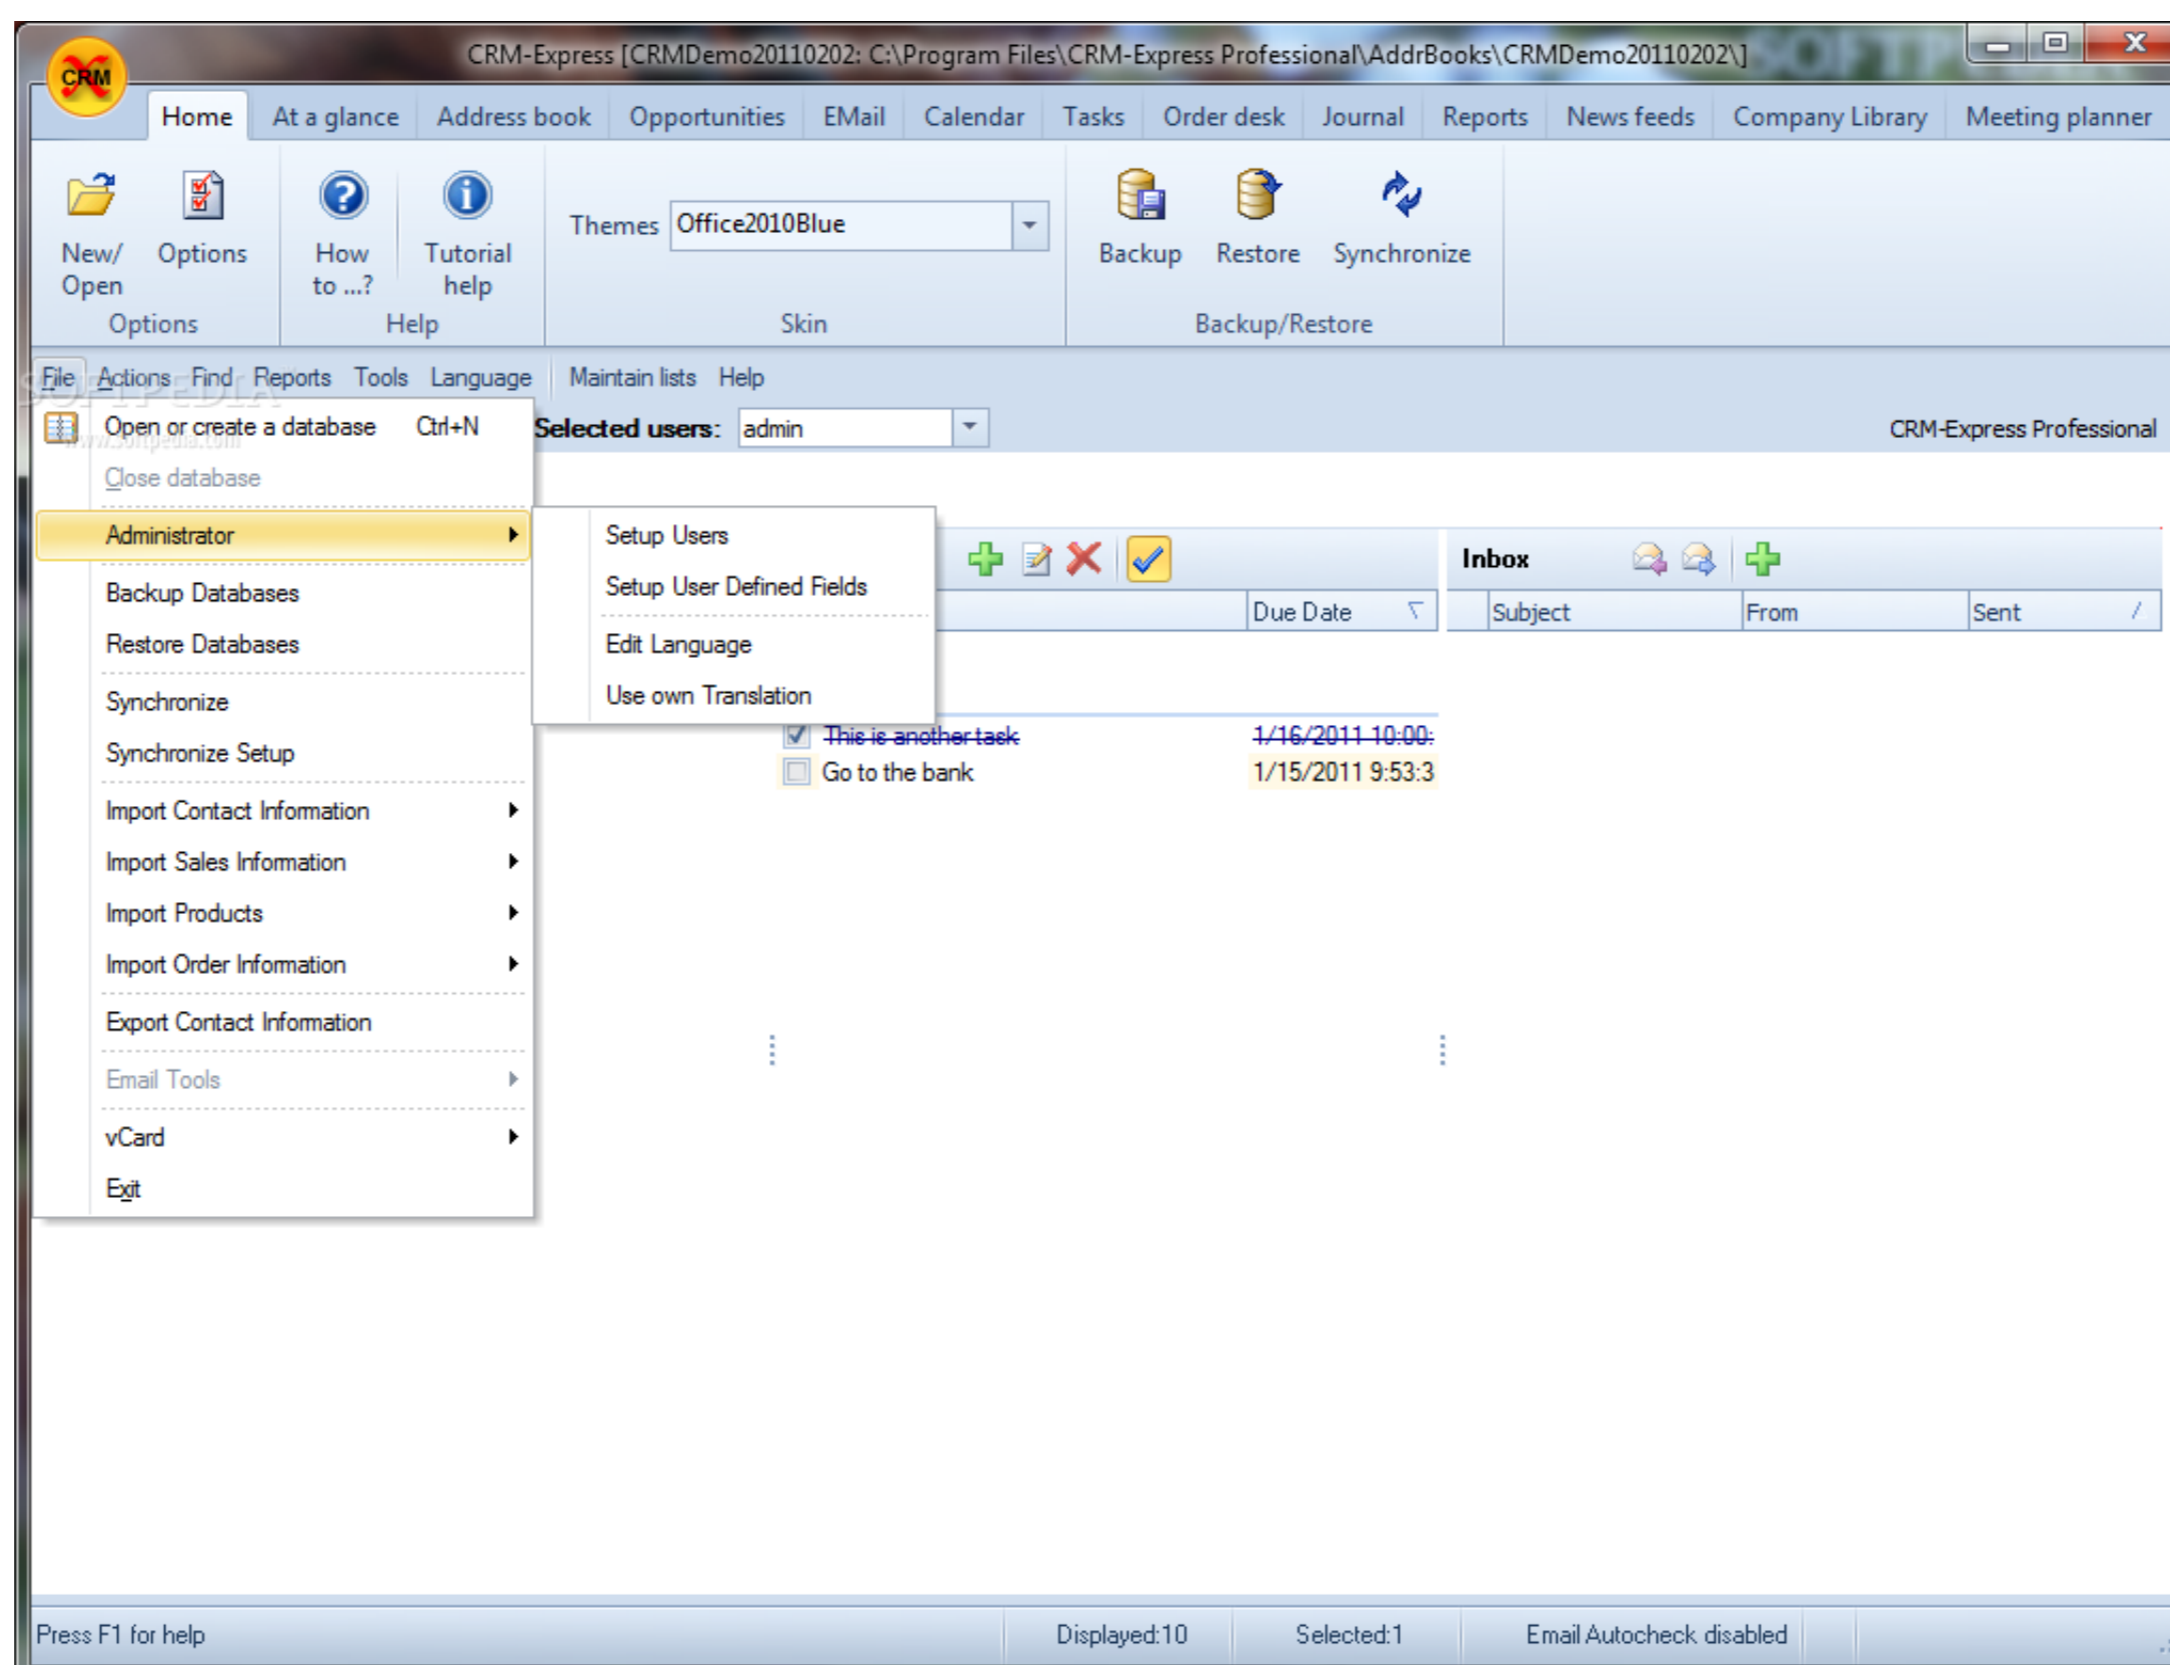 CRM-Express [CRMDemo20110202: C:\Program Files\CRM-Express Professional\AddrBooks\CRMDemo20110202\]
CRM
Home At a glance Address book Opportunities EMail Calendar Tasks Order desk Journal Reports News feeds Company Library Meeting planner
New/ Open
Options
How to ...?
Tutorial help
Themes Office2010Blue
Backup Restore Synchronize
Options Help Skin Backup/Restore
File Actions Find Reports Tools Language Maintain lists Help
SOFTPEDIA
www.softpedia.com
Open or create a database Ctrl+N
Selected users: admin
CRM-Express Professional
Close database
Administrator
Setup Users
Setup User Defined Fields
Edit Language
Use own Translation
Backup Databases
Restore Databases
Synchronize
Synchronize Setup
Import Contact Information
Import Sales Information
Import Products
Import Order Information
Export Contact Information
Email Tools
vCard
Exit
Due Date
This is another task 1/16/2011 10:00:
Go to the bank 1/15/2011 9:53:3
Inbox
Subject From Sent
Press F1 for help Displayed:10 Selected:1 Email Autocheck disabled